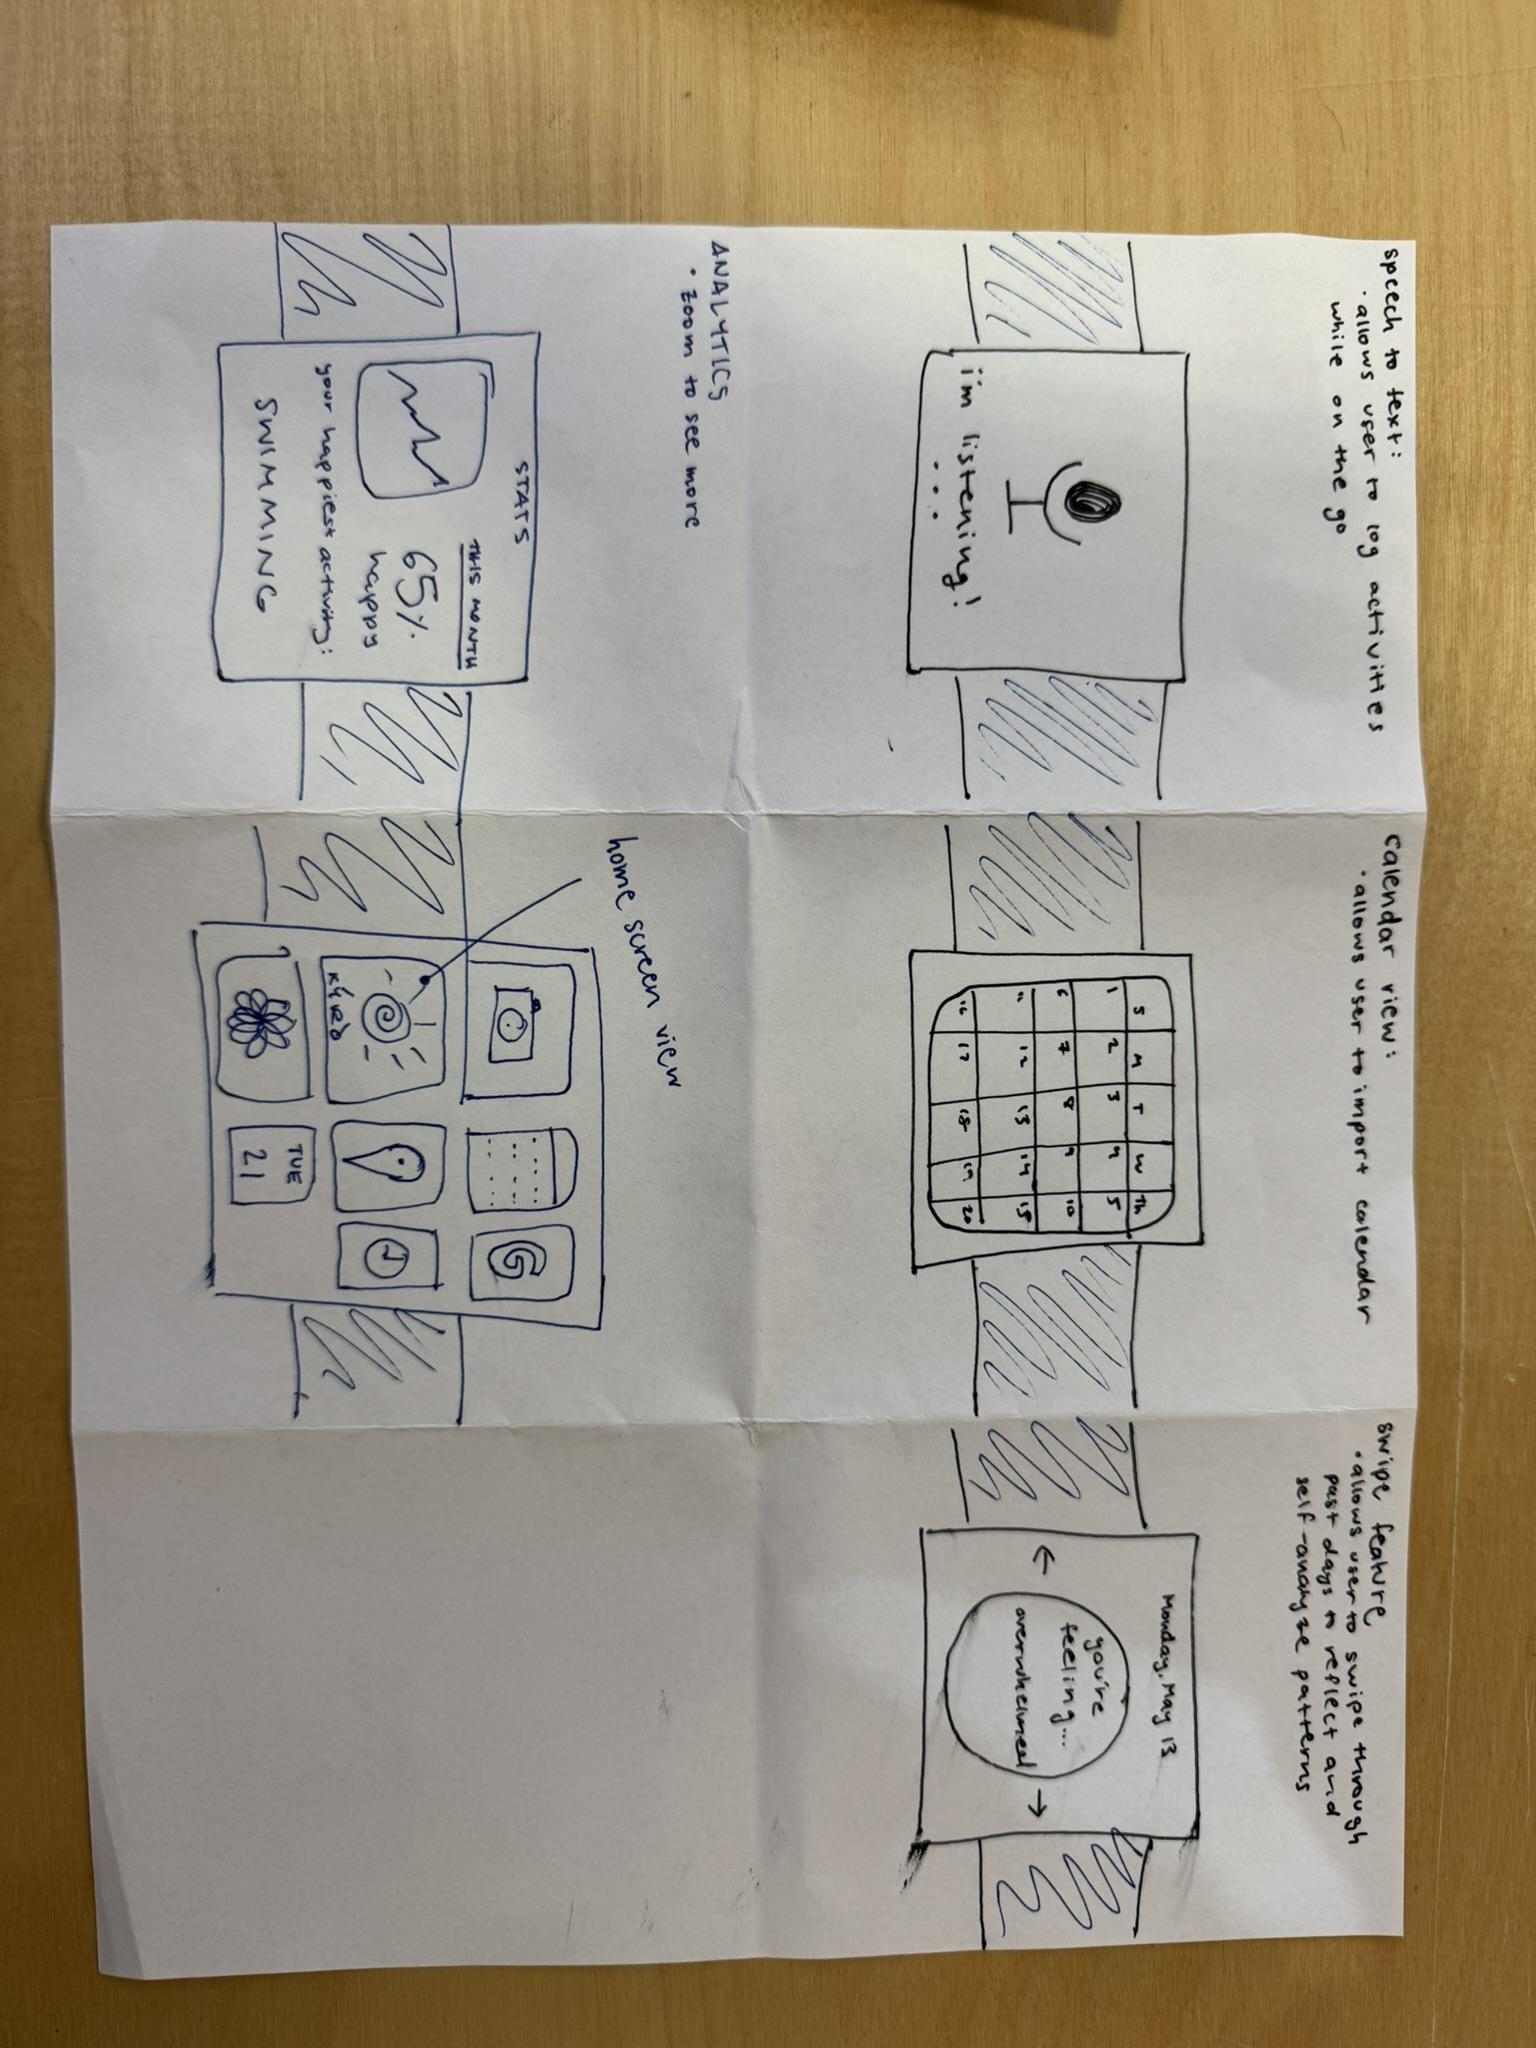 speech to text:
· allows user to log activities
while on the go
i'm listening!
...
calendar view:
· allows user to import calendar
S M T W Th
1 2 3 4 5
6 7 8 9 10
11 12 13 14 15
16 17 18 19 20
swipe feature
· allows user to swipe through
past days to reflect and
self-analyze patterns
Monday, May 13
you're
feeling...
overwhelmed
ANALYTICS
· zoom to see more
STATS
THIS MONTH
65%
happy
your happiest activity:
SWIMMING
home screen view
G
TUE
21